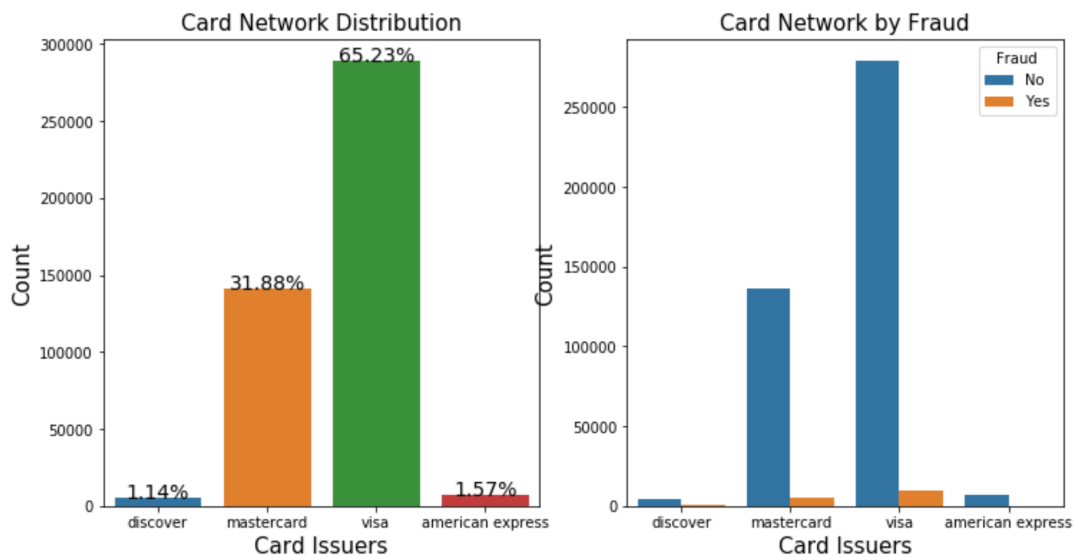 Card Network Distribution
300000
250000
200000
150000
100000
50000
0
Count
65.23%
31.88%
1.14%
1.57%
discover mastercard visa american express
Card Issuers
Card Network by Fraud
Fraud
No
Yes
250000
200000
150000
100000
50000
0
Count
discover mastercard visa american express
Card Issuers